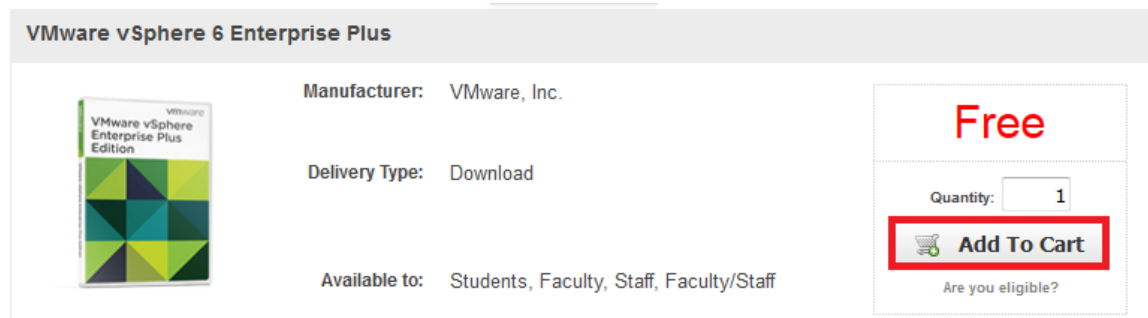 VMware vSphere 6 Enterprise Plus
Manufacturer: VMware, Inc.
vmware
VMware vSphere
Enterprise Plus
Edition
Free
Delivery Type: Download
Quantity: 1
Add To Cart
Available to: Students, Faculty, Staff, Faculty/Staff
Are you eligible?